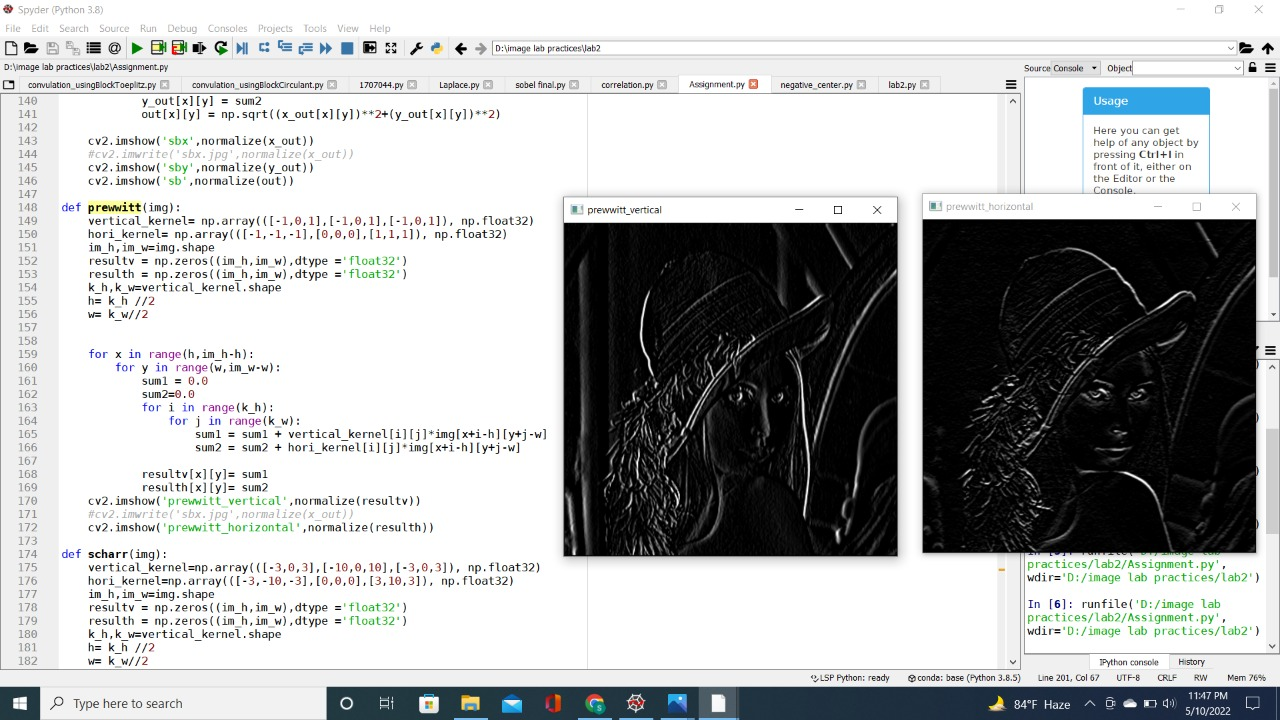 Spyder (Python 3.8)
File Edit Search Source Run Debug Consoles Projects Tools View Help
D:\image lab practices\lab2
D:\image lab practices\lab2\Assignment.py
Source Console Object
convulation_usingBlockToeplitz.py convulation_usingBlockCirculant.py 1707044.py Laplace.py sobel final.py correlation.py Assignment.py negative_center.py lab2.py
140 y_out[x][y] = sum2
141 out[x][y] = np.sqrt((x_out[x][y])**2+(y_out[x][y])**2)
142
143 cv2.imshow('sbx',normalize(x_out))
144 #cv2.imwrite('sbx.jpg',normalize(x_out))
145 cv2.imshow('sby',normalize(y_out))
146 cv2.imshow('sb',normalize(out))
147
148 def prewwitt(img):
149 vertical_kernel= np.array(([-1,0,1],[-1,0,1],[-1,0,1]), np.float32)
150 hori_kernel= np.array(([-1,-1,-1],[0,0,0],[1,1,1]), np.float32)
151 im_h,im_w=img.shape
152 resultv = np.zeros((im_h,im_w),dtype ='float32')
153 resulth = np.zeros((im_h,im_w),dtype ='float32')
154 k_h,k_w=vertical_kernel.shape
155 h= k_h //2
156 w= k_w//2
157
158
159 for x in range(h,im_h-h):
160 for y in range(w,im_w-w):
161 sum1 = 0.0
162 sum2=0.0
163 for i in range(k_h):
164 for j in range(k_w):
165 sum1 = sum1 + vertical_kernel[i][j]*img[x+i-h][y+j-w]
166 sum2 = sum2 + hori_kernel[i][j]*img[x+i-h][y+j-w]
167
168 resultv[x][y]= sum1
169 resulth[x][y]= sum2
170 cv2.imshow('prewwitt_vertical',normalize(resultv))
171 #cv2.imwrite('sbx.jpg',normalize(x_out))
172 cv2.imshow('prewwitt_horizontal',normalize(resulth))
173
174 def scharr(img):
175 vertical_kernel=np.array(([-3,0,3],[-10,0,10],[-3,0,3]), np.float32)
176 hori_kernel=np.array(([-3,-10,-3],[0,0,0],[3,10,3]), np.float32)
177 im_h,im_w=img.shape
178 resultv = np.zeros((im_h,im_w),dtype ='float32')
179 resulth = np.zeros((im_h,im_w),dtype ='float32')
180 k_h,k_w=vertical_kernel.shape
181 h= k_h //2
182 w= k_w//2
prewwitt_vertical
prewwitt_horizontal
Usage
Here you can get
help of any object by
pressing Ctrl+I in
front of it, either on
the Editor or the
Console.
practices/lab2/Assignment.py',
wdir='D:/image lab practices/lab2')
In [6]: runfile('D:/image lab
practices/lab2/Assignment.py',
wdir='D:/image lab practices/lab2')
IPython console History
LSP Python: ready conda: base (Python 3.8.5) Line 201, Col 67 UTF-8 CRLF RW Mem 76%
Type here to search
84°F Haze
11:47 PM
5/10/2022